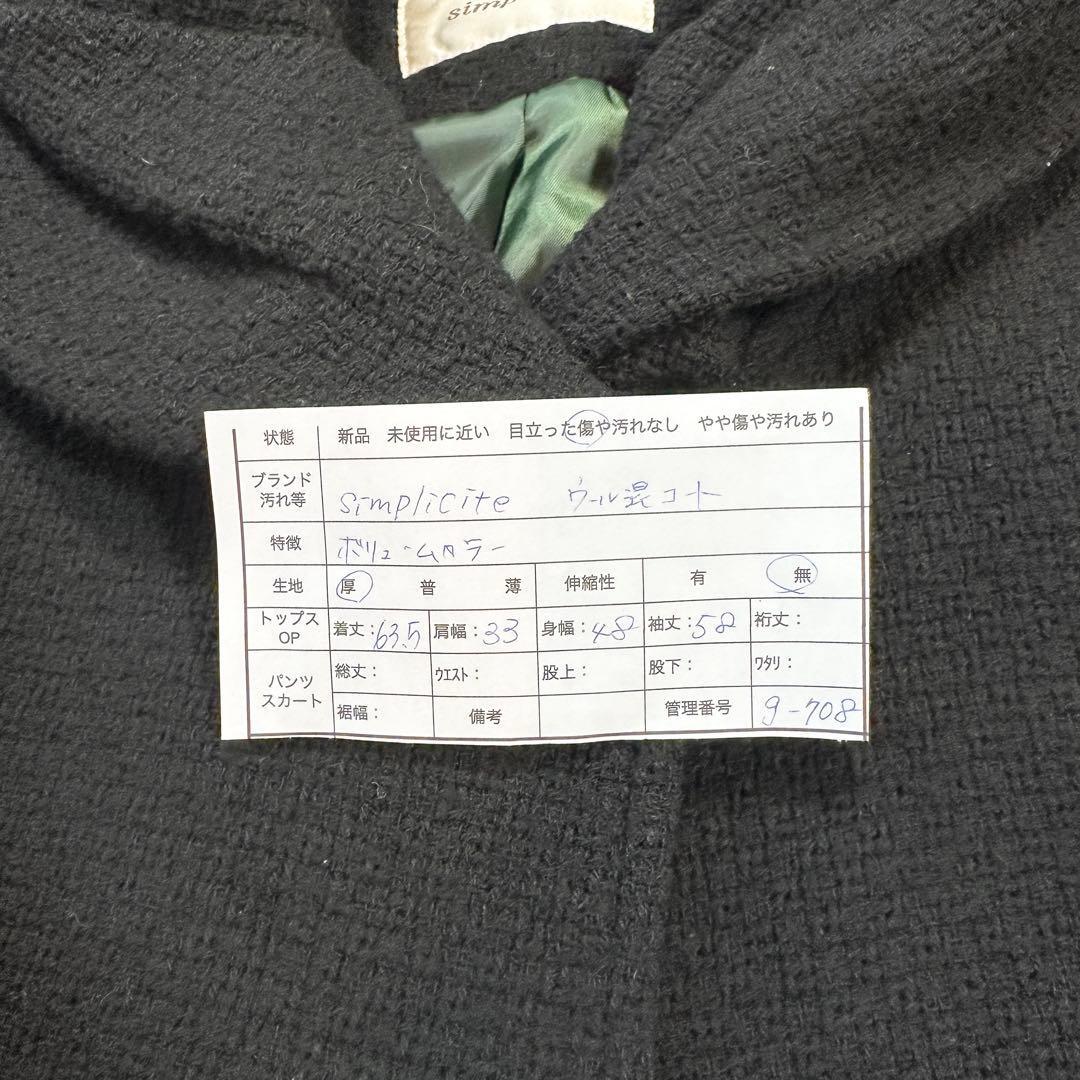 simp
状態 新品 未使用に近い 目立った傷や汚れなし やや傷や汚れあり
ブランド
汚れ等 simplicite ウール混コート
特徴 ボリュームカラー
生地 厚 普 薄 伸縮性 有 無
トップス
OP 着丈:63.5 肩幅:33 身幅:48 袖丈:58 裄丈:
パンツ
スカート 総丈: ウエスト: 股上: 股下: ワタリ:
裾幅: 備考 管理番号 9-708